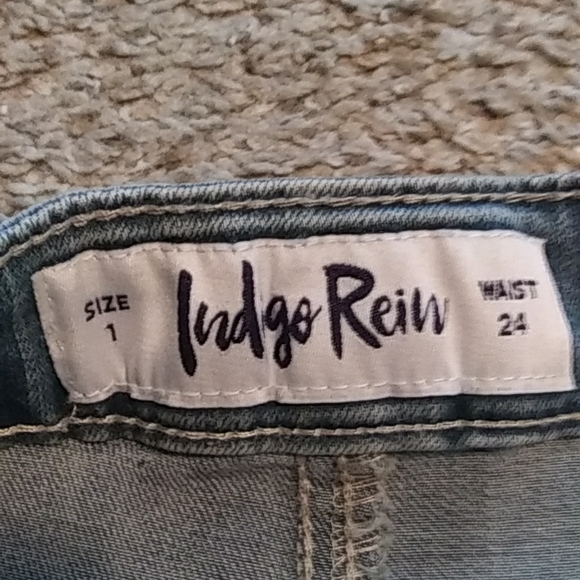 SIZE
1
Indigo Rein
WAIST
24